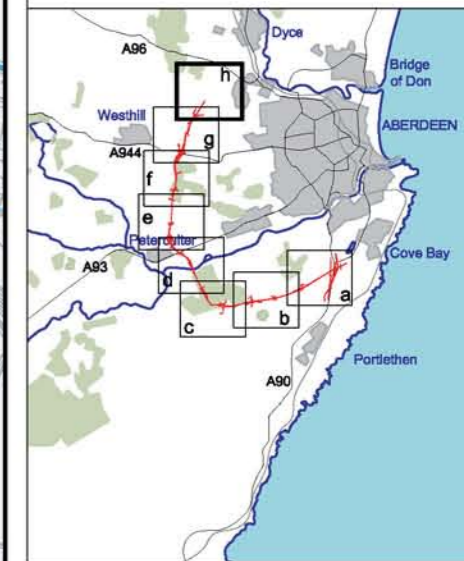 Dyce
A96
h
Bridge
of Don
Westhill
ABERDEEN
g
A944
f
e
Peterculter
Cove Bay
A93
d
a
b
c
Portlethen
A90